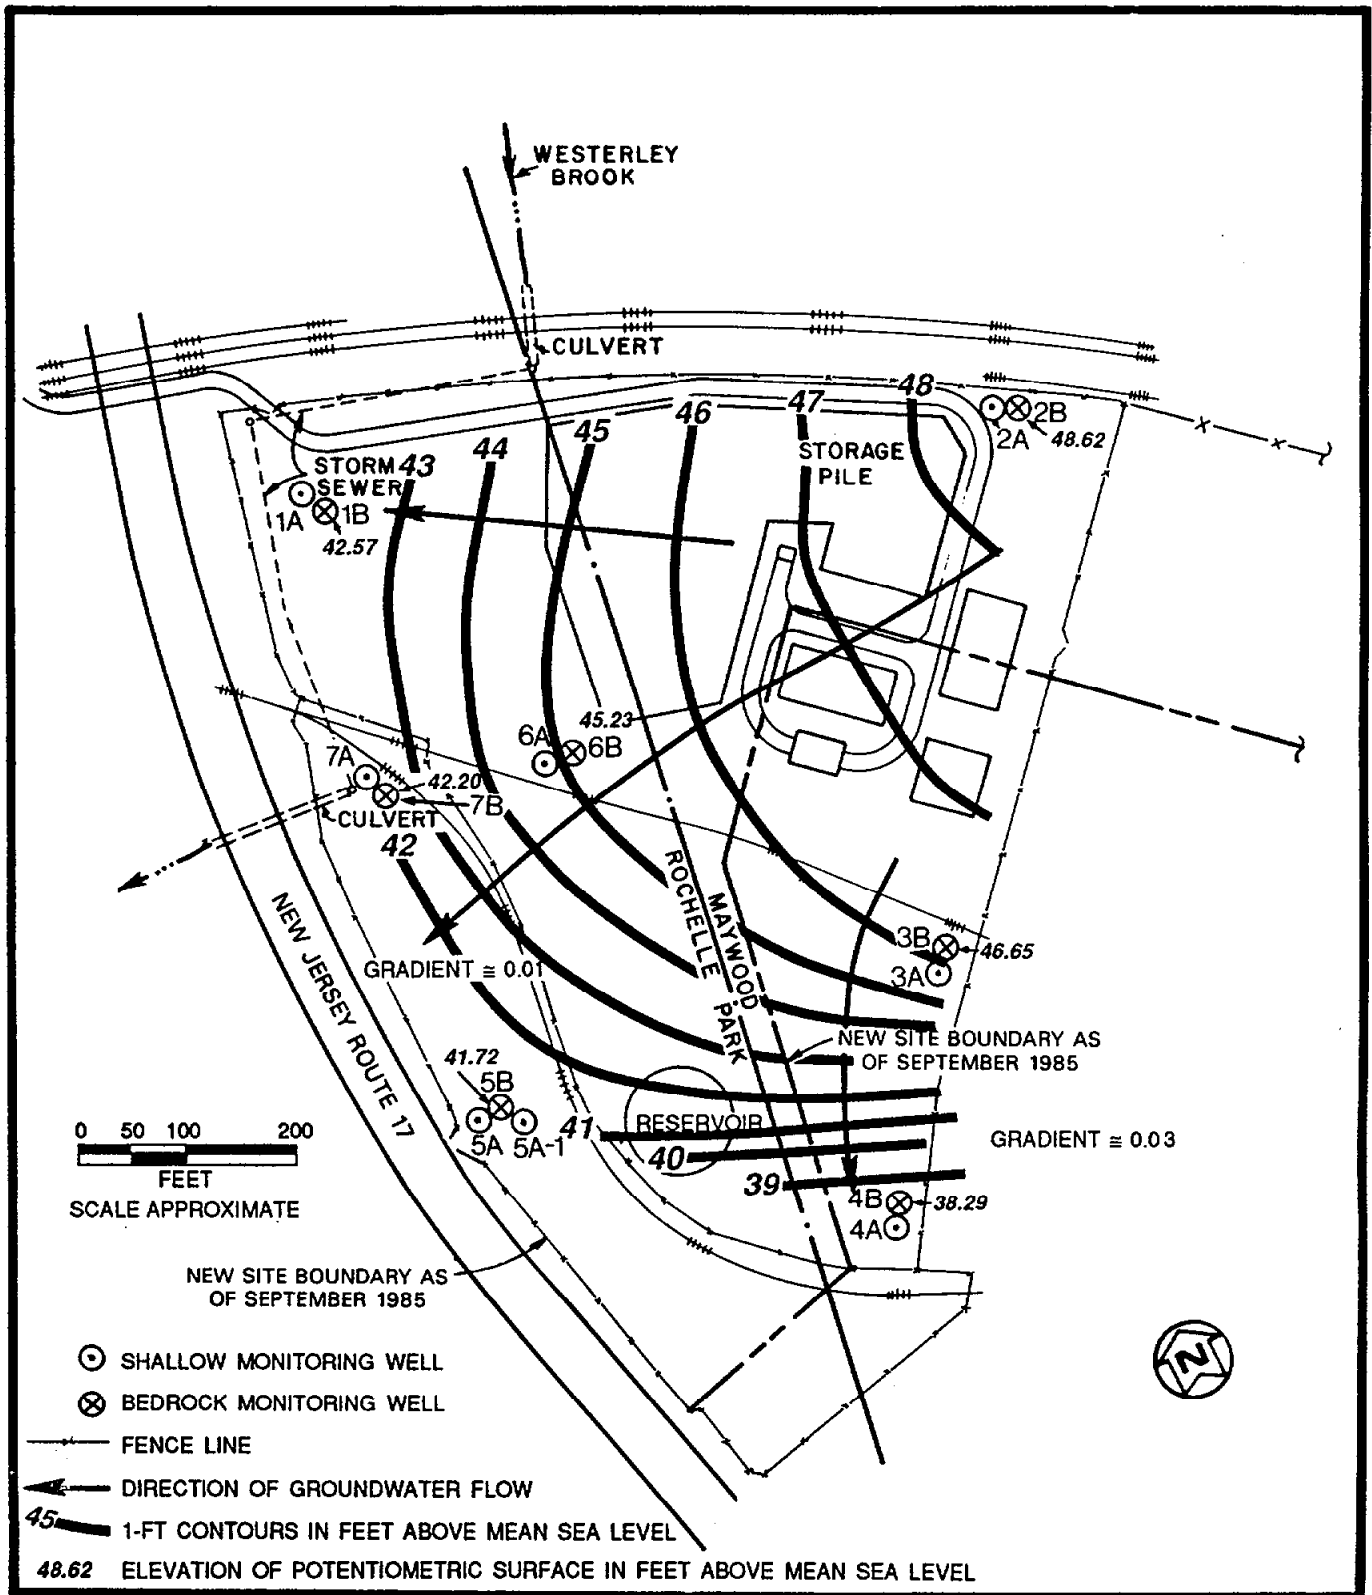 WESTERLEY
BROOK
CULVERT
48
47
46
45
44
43
STORAGE
PILE
2B
2A
48.62
STORM
SEWER
1A
1B
42.57
45.23
6A
6B
7A
42.20
7B
CULVERT
42
ROCHELLE PARK
MAYWOOD
3B
46.65
3A
GRADIENT ≅ 0.01
NEW JERSEY ROUTE 17
NEW SITE BOUNDARY AS
OF SEPTEMBER 1985
41.72
5B
5A
5A-1
41
RESERVOIR
40
39
GRADIENT ≅ 0.03
4B
38.29
4A
0 50 100 200
FEET
SCALE APPROXIMATE
NEW SITE BOUNDARY AS
OF SEPTEMBER 1985
N
SHALLOW MONITORING WELL
BEDROCK MONITORING WELL
FENCE LINE
DIRECTION OF GROUNDWATER FLOW
45 1-FT CONTOURS IN FEET ABOVE MEAN SEA LEVEL
48.62 ELEVATION OF POTENTIOMETRIC SURFACE IN FEET ABOVE MEAN SEA LEVEL